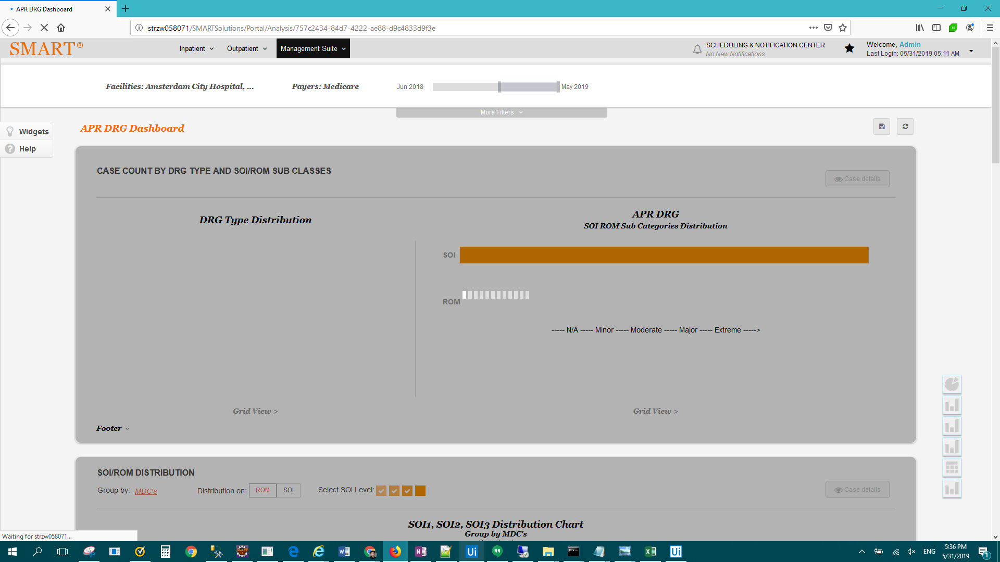 APR DRG Dashboard
strzw058071/SMARTSolutions/Portal/Analysis/757c2434-84d7-4222-ae88-d9c4833d9f3e
SMART®
Inpatient
Outpatient
Management Suite
SCHEDULING & NOTIFICATION CENTER
No New Notifications
Welcome, Admin
Last Login: 05/31/2019 05:11 AM
Facilities: Amsterdam City Hospital, ...
Payers: Medicare
Jun 2018
May 2019
More Filters
Widgets
Help
APR DRG Dashboard
CASE COUNT BY DRG TYPE AND SOI/ROM SUB CLASSES
Case details
DRG Type Distribution
APR DRG
SOI ROM Sub Categories Distribution
SOI
ROM
----- N/A ----- Minor ----- Moderate ----- Major ----- Extreme ----->
Grid View >
Grid View >
Footer
SOI/ROM DISTRIBUTION
Group by: MDC's
Distribution on: ROM SOI
Select SOI Level:
Case details
SOI1, SOI2, SOI3 Distribution Chart
Group by MDC's
Case Count
Waiting for strzw058071...
ENG
5:36 PM
5/31/2019